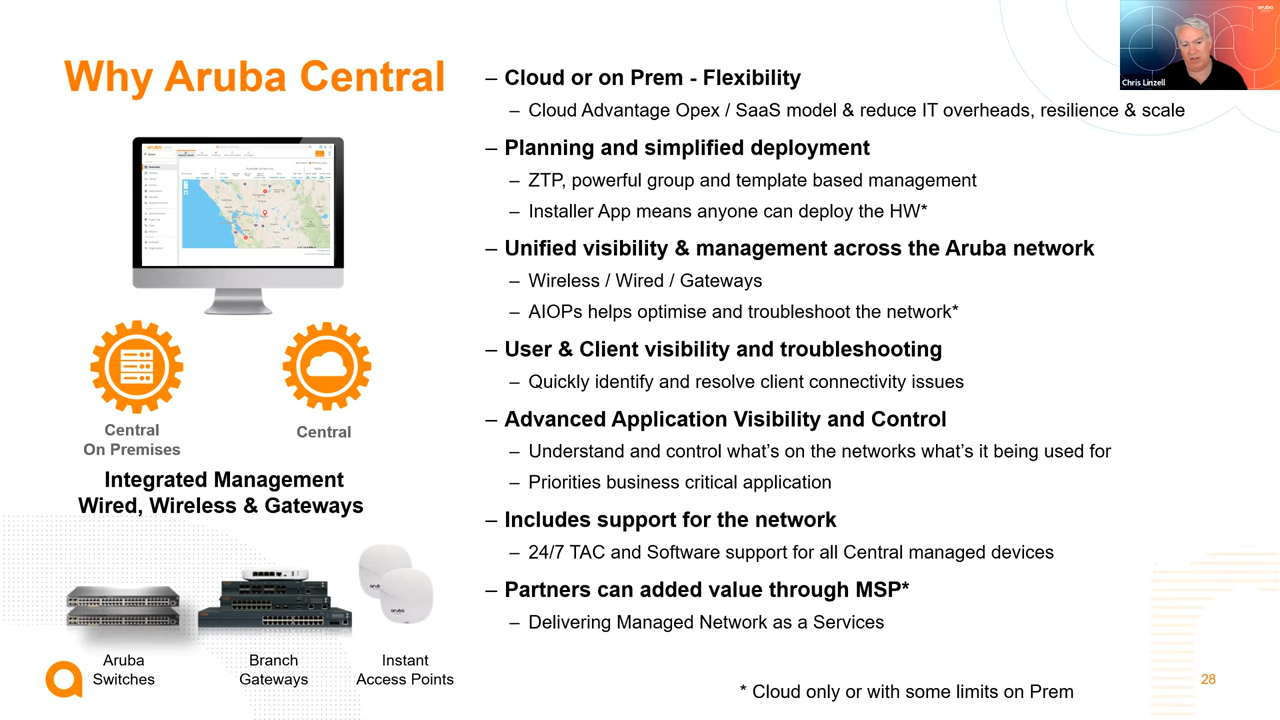 Why Aruba Central
– Cloud or on Prem - Flexibility
– Cloud Advantage Opex / SaaS model & reduce IT overheads, resilience & scale
– Planning and simplified deployment
– ZTP, powerful group and template based management
– Installer App means anyone can deploy the HW*
– Unified visibility & management across the Aruba network
– Wireless / Wired / Gateways
– AIOPs helps optimise and troubleshoot the network*
– User & Client visibility and troubleshooting
– Quickly identify and resolve client connectivity issues
– Advanced Application Visibility and Control
– Understand and control what’s on the networks what’s it being used for
– Priorities business critical application
– Includes support for the network
– 24/7 TAC and Software support for all Central managed devices
– Partners can added value through MSP*
– Delivering Managed Network as a Services
* Cloud only or with some limits on Prem
Central
On Premises
Central
Integrated Management
Wired, Wireless & Gateways
aruba
Aruba
Switches
Branch
Gateways
Instant
Access Points
28
Chris Linzell
aruba